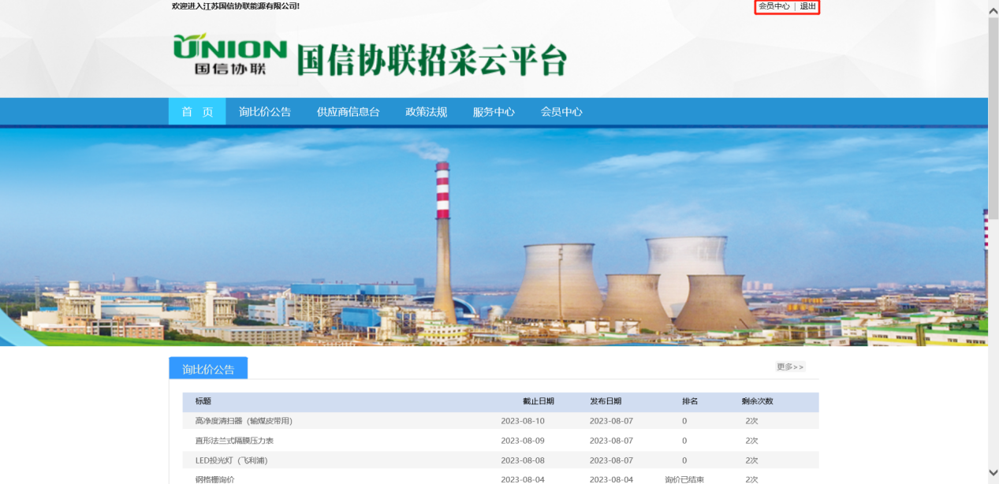 欢迎进入江苏国信协联能源有限公司!
会员中心 | 退出
UNION
国信协联
国信协联招采云平台
首 页 询比价公告 供应商信息台 政策法规 服务中心 会员中心
询比价公告
更多>>
标题 截止日期 发布日期 排名 剩余次数
高净度清扫器（输煤皮带用） 2023-08-10 2023-08-07 0 2次
直形法兰式隔膜压力表 2023-08-09 2023-08-07 0 2次
LED投光灯（飞利浦） 2023-08-08 2023-08-07 0 2次
钢格栅询价 2023-08-04 2023-08-04 询价已结束 2次